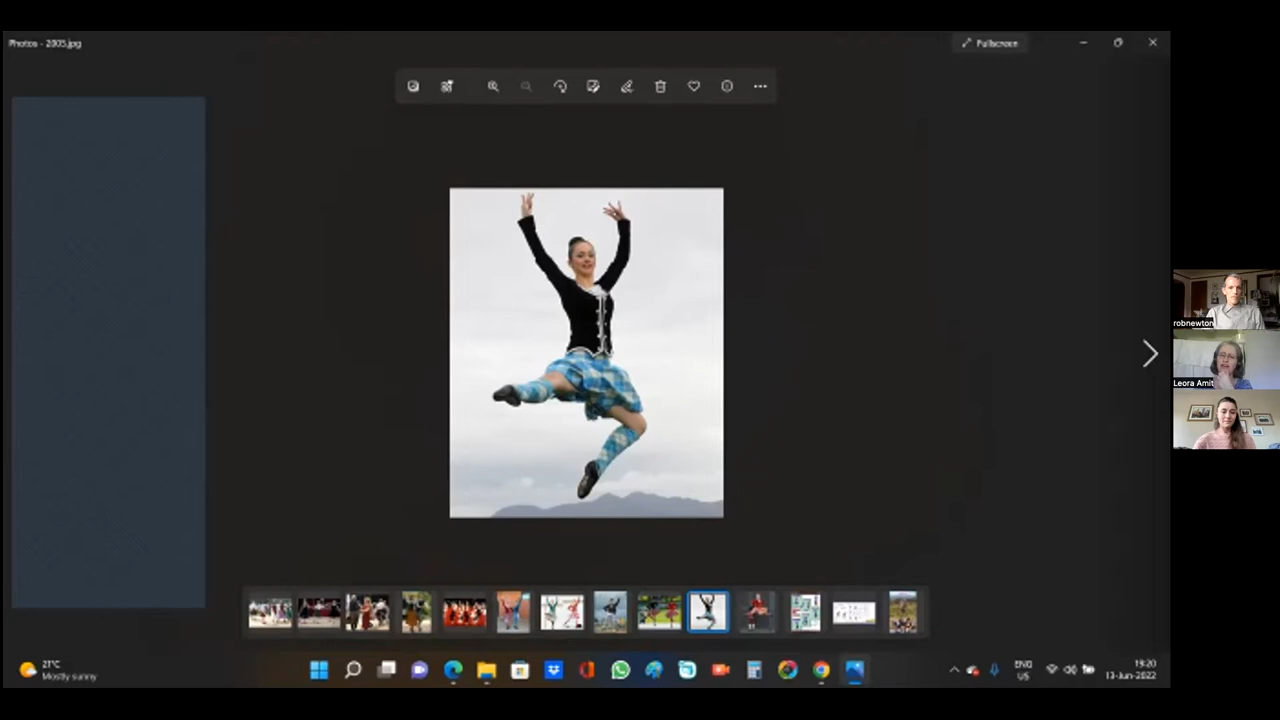 Photos - 2005.jpg
Fullscreen
robnewton
Leora Amit
21°C
Mostly sunny
ENG
US
19:20
13-Jun-2022